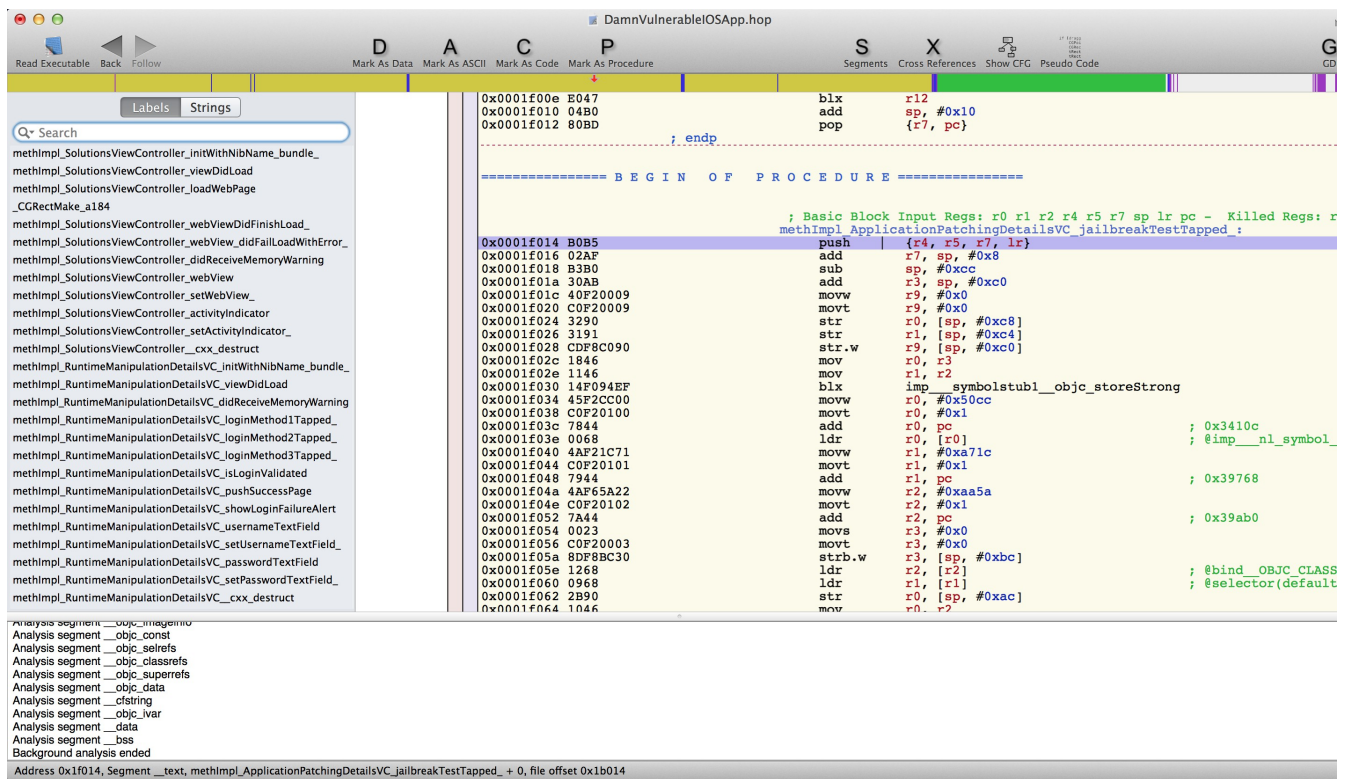 DamnVulnerableIOSApp.hop
D A C P S X G
Read Executable Back Follow Mark As Data Mark As ASCII Mark As Code Mark As Procedure Segments Cross References Show CFG Pseudo Code GD
Labels Strings
Search
methImpl_SolutionsViewController_initWithNibName_bundle_
methImpl_SolutionsViewController_viewDidLoad
methImpl_SolutionsViewController_loadWebPage
_CGRectMake_a184
methImpl_SolutionsViewController_webViewDidFinishLoad_
methImpl_SolutionsViewController_webView_didFailLoadWithError_
methImpl_SolutionsViewController_didReceiveMemoryWarning
methImpl_SolutionsViewController_webView
methImpl_SolutionsViewController_setWebView_
methImpl_SolutionsViewController_activityIndicator
methImpl_SolutionsViewController_setActivityIndicator_
methImpl_SolutionsViewController__cxx_destruct
methImpl_RuntimeManipulationDetailsVC_initWithNibName_bundle_
methImpl_RuntimeManipulationDetailsVC_viewDidLoad
methImpl_RuntimeManipulationDetailsVC_didReceiveMemoryWarning
methImpl_RuntimeManipulationDetailsVC_loginMethod1Tapped_
methImpl_RuntimeManipulationDetailsVC_loginMethod2Tapped_
methImpl_RuntimeManipulationDetailsVC_loginMethod3Tapped_
methImpl_RuntimeManipulationDetailsVC_isLoginValidated
methImpl_RuntimeManipulationDetailsVC_pushSuccessPage
methImpl_RuntimeManipulationDetailsVC_showLoginFailureAlert
methImpl_RuntimeManipulationDetailsVC_usernameTextField
methImpl_RuntimeManipulationDetailsVC_setUsernameTextField_
methImpl_RuntimeManipulationDetailsVC_passwordTextField
methImpl_RuntimeManipulationDetailsVC_setPasswordTextField_
methImpl_RuntimeManipulationDetailsVC__cxx_destruct
0x0001f00e E047 blx r12
0x0001f010 04B0 add sp, #0x10
0x0001f012 80BD pop {r7, pc}
; endp
================ B E G I N   O F   P R O C E D U R E ================
; Basic Block Input Regs: r0 r1 r2 r4 r5 r7 sp lr pc - Killed Regs: r
methImpl_ApplicationPatchingDetailsVC_jailbreakTestTapped_:
0x0001f014 B0B5 push {r4, r5, r7, lr}
0x0001f016 02AF add r7, sp, #0x8
0x0001f018 B3B0 sub sp, #0xcc
0x0001f01a 30AB add r3, sp, #0xc0
0x0001f01c 40F20009 movw r9, #0x0
0x0001f020 C0F20009 movt r9, #0x0
0x0001f024 3290 str r0, [sp, #0xc8]
0x0001f026 3191 str r1, [sp, #0xc4]
0x0001f028 CDF8C090 str.w r9, [sp, #0xc0]
0x0001f02c 1846 mov r0, r3
0x0001f02e 1146 mov r1, r2
0x0001f030 14F094EF blx imp___symbolstub1__objc_storeStrong
0x0001f034 45F2CC00 movw r0, #0x50cc
0x0001f038 C0F20100 movt r0, #0x1
0x0001f03c 7844 add r0, pc ; 0x3410c
0x0001f03e 0068 ldr r0, [r0] ; @imp___nl_symbol_
0x0001f040 4AF21C71 movw r1, #0xa71c
0x0001f044 C0F20101 movt r1, #0x1
0x0001f048 7944 add r1, pc ; 0x39768
0x0001f04a 4AF65A22 movw r2, #0xaa5a
0x0001f04e C0F20102 movt r2, #0x1
0x0001f052 7A44 add r2, pc ; 0x39ab0
0x0001f054 0023 movs r3, #0x0
0x0001f056 C0F20003 movt r3, #0x0
0x0001f05a 8DF8BC30 strb.w r3, [sp, #0xbc]
0x0001f05e 1268 ldr r2, [r2] ; @bind__OBJC_CLASS
0x0001f060 0968 ldr r1, [r1] ; @selector(default
0x0001f062 2B90 str r0, [sp, #0xac]
0x0001f064 1046 mov r0, r2
Analysis segment __objc_imageinfo
Analysis segment __objc_const
Analysis segment __objc_selrefs
Analysis segment __objc_classrefs
Analysis segment __objc_superrefs
Analysis segment __objc_data
Analysis segment __cfstring
Analysis segment __objc_ivar
Analysis segment __data
Analysis segment __bss
Background analysis ended
Address 0x1f014, Segment __text, methImpl_ApplicationPatchingDetailsVC_jailbreakTestTapped_ + 0, file offset 0x1b014